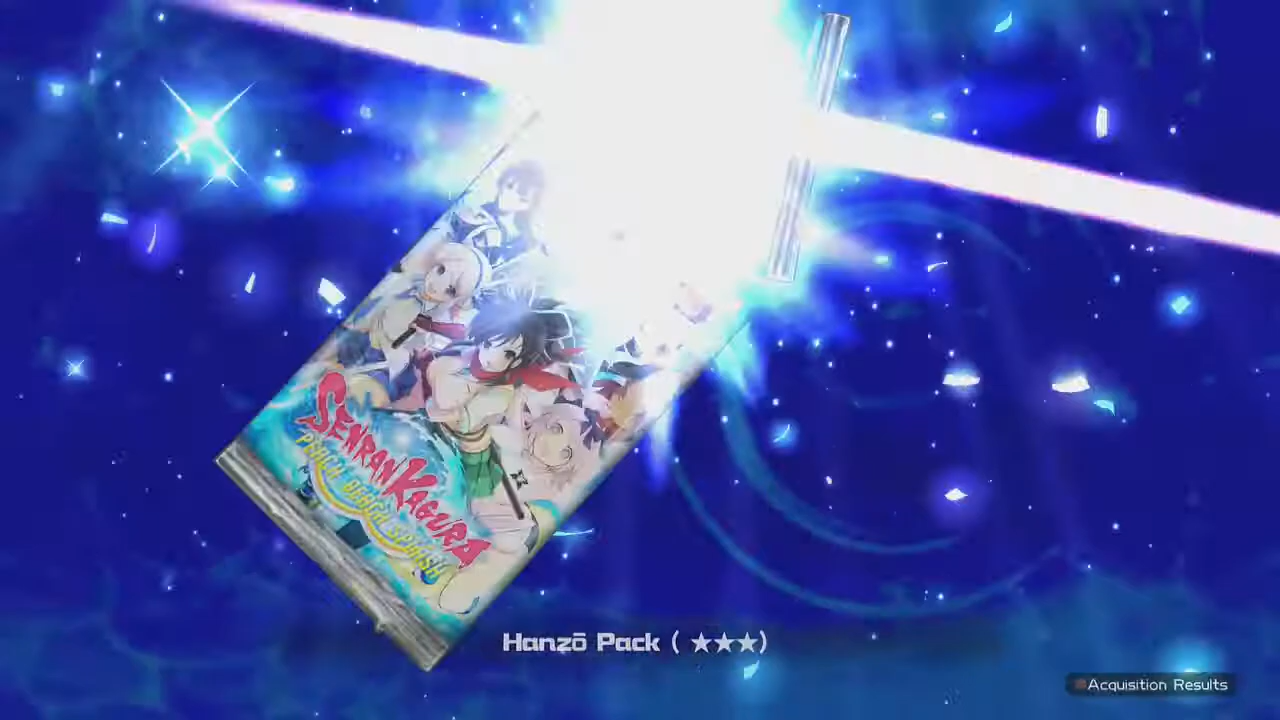 SENRAN KAGURA
PEACH BEACH SPLASH
Hanzō Pack ( ★★★)
Acquisition Results